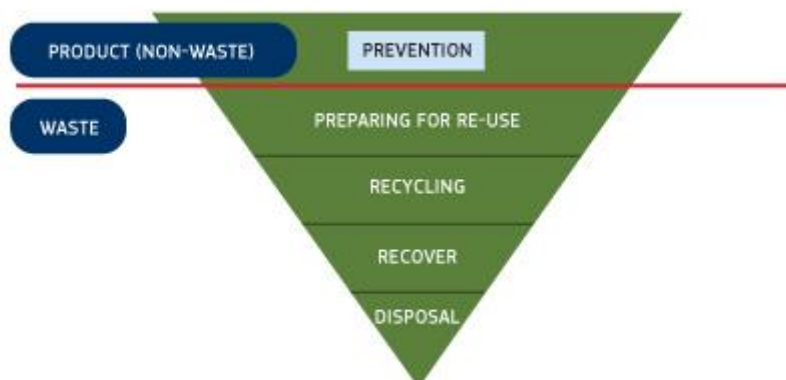 PRODUCT (NON-WASTE)
PREVENTION
WASTE
PREPARING FOR RE-USE
RECYCLING
RECOVER
DISPOSAL